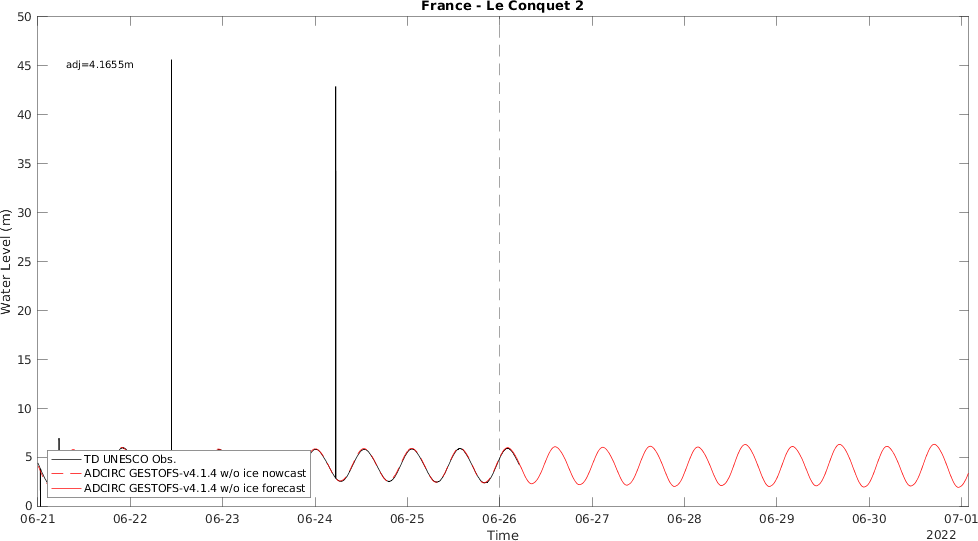 France - Le Conquet 2
50
45
40
35
30
25
20
15
10
5
0
Water Level (m)
adj=4.1655m
TD UNESCO Obs.
ADCIRC GESTOFS-v4.1.4 w/o ice nowcast
ADCIRC GESTOFS-v4.1.4 w/o ice forecast
06-21 06-22 06-23 06-24 06-25 06-26 06-27 06-28 06-29 06-30 07-01
Time
2022